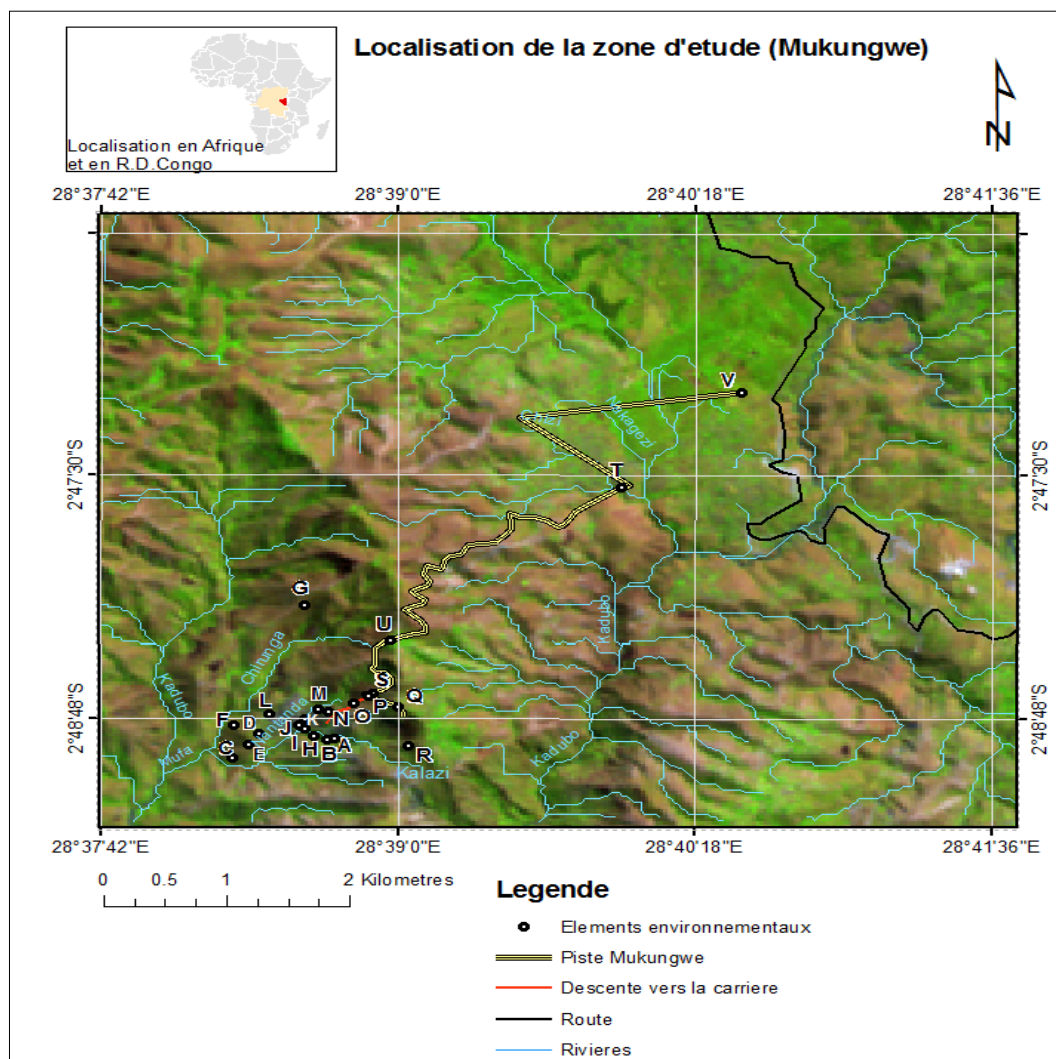 Localisation de la zone d'etude (Mukungwe)
Localisation en Afrique
et en R.D.Congo
N
28°37'42"E 28°39'0"E 28°40'18"E 28°41'36"E
V
Mukagezi
T
2°47'30"S 2°47'30"S
G
Kadubo
U
Chirunga
Kadubo
S
Q
M
P
L
N
O
F
D
K
J
2°48'48"S 2°48'48"S
I
H
A
B
C
E
R
Mufa
Kadubo
Kalazi
28°37'42"E 28°39'0"E 28°40'18"E 28°41'36"E
0 0.5 1 2 Kilometres
Legende
Elements environnementaux
Piste Mukungwe
Descente vers la carriere
Route
Rivieres